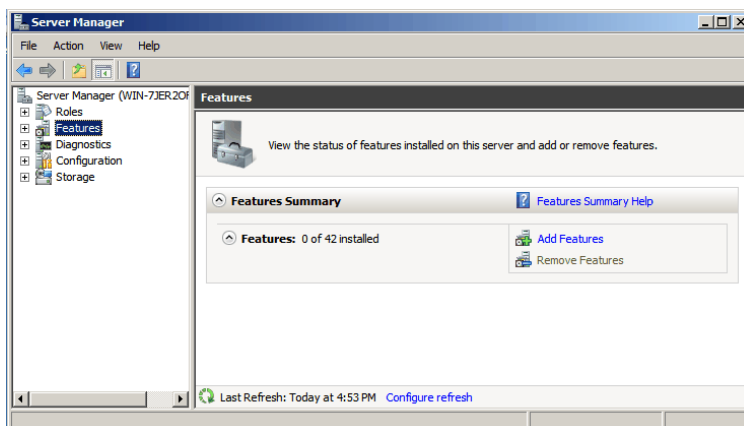 Server Manager
File Action View Help
Server Manager (WIN-7JER2OF
Roles
Features
Diagnostics
Configuration
Storage
Features
View the status of features installed on this server and add or remove features.
Features Summary
Features Summary Help
Features: 0 of 42 installed
Add Features
Remove Features
Last Refresh: Today at 4:53 PM Configure refresh